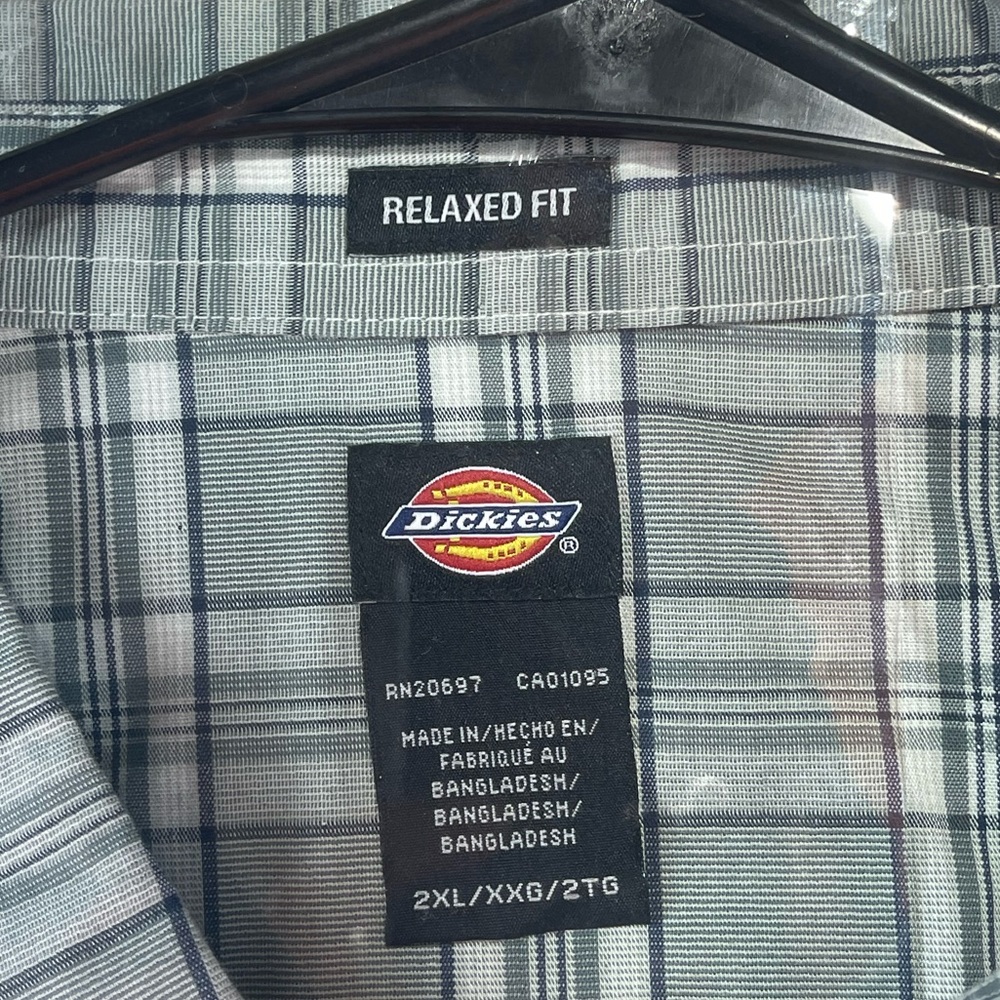 RELAXED FIT
Dickies®
RN20697 CA01095
MADE IN/HECHO EN/
FABRIQUÉ AU
BANGLADESH/
BANGLADESH/
BANGLADESH
2XL/XXG/2TG